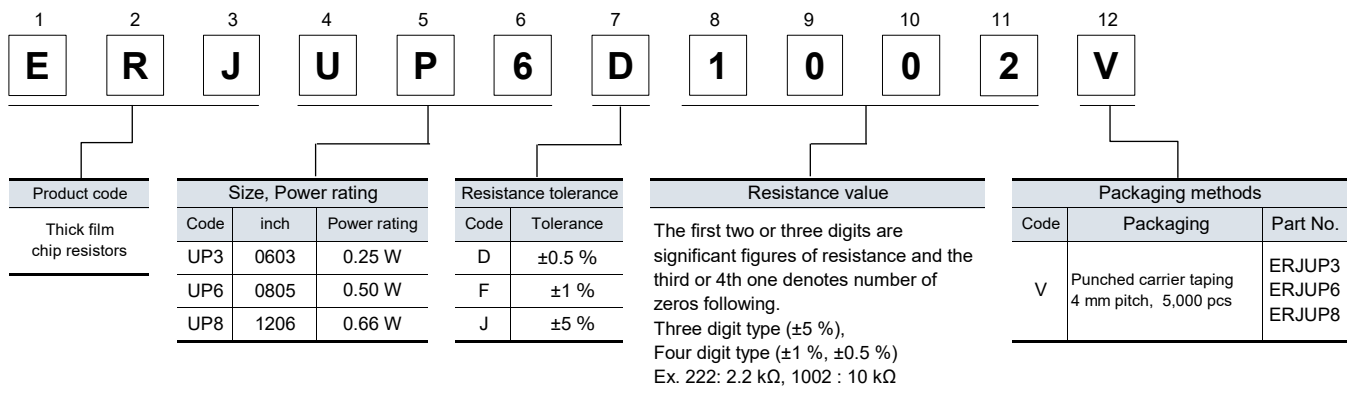 1 2 3 4 5 6 7 8 9 10 11 12
E R J U P 6 D 1 0 0 2 V
Product code
Thick film
chip resistors
Size, Power rating
Code inch Power rating
UP3 0603 0.25 W
UP6 0805 0.50 W
UP8 1206 0.66 W
Resistance tolerance
Code Tolerance
D ±0.5 %
F ±1 %
J ±5 %
Resistance value
The first two or three digits are
significant figures of resistance and the
third or 4th one denotes number of
zeros following.
Three digit type (±5 %),
Four digit type (±1 %, ±0.5 %)
Ex. 222: 2.2 kΩ, 1002 : 10 kΩ
Packaging methods
Code Packaging Part No.
V
Punched carrier taping
4 mm pitch, 5,000 pcs
ERJUP3
ERJUP6
ERJUP8